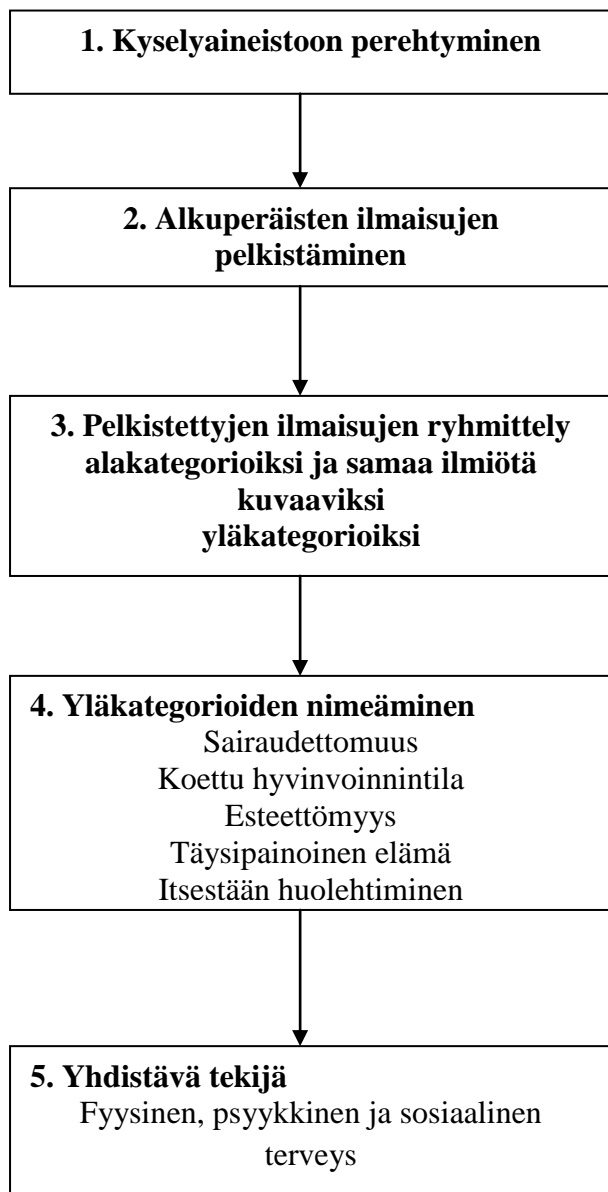 1. Kyselyaineistoon perehtyminen
2. Alkuperäisten ilmaisujen
pelkistäminen
3. Pelkistettyjen ilmaisujen ryhmittely
alakategorioiksi ja samaa ilmiötä
kuvaaviksi
yläkategorioiksi
4. Yläkategorioiden nimeäminen
Sairaudettomuus
Koettu hyvinvoinnintila
Esteettömyys
Täysipainoinen elämä
Itsestään huolehtiminen
5. Yhdistävä tekijä
Fyysinen, psyykkinen ja sosiaalinen
terveys